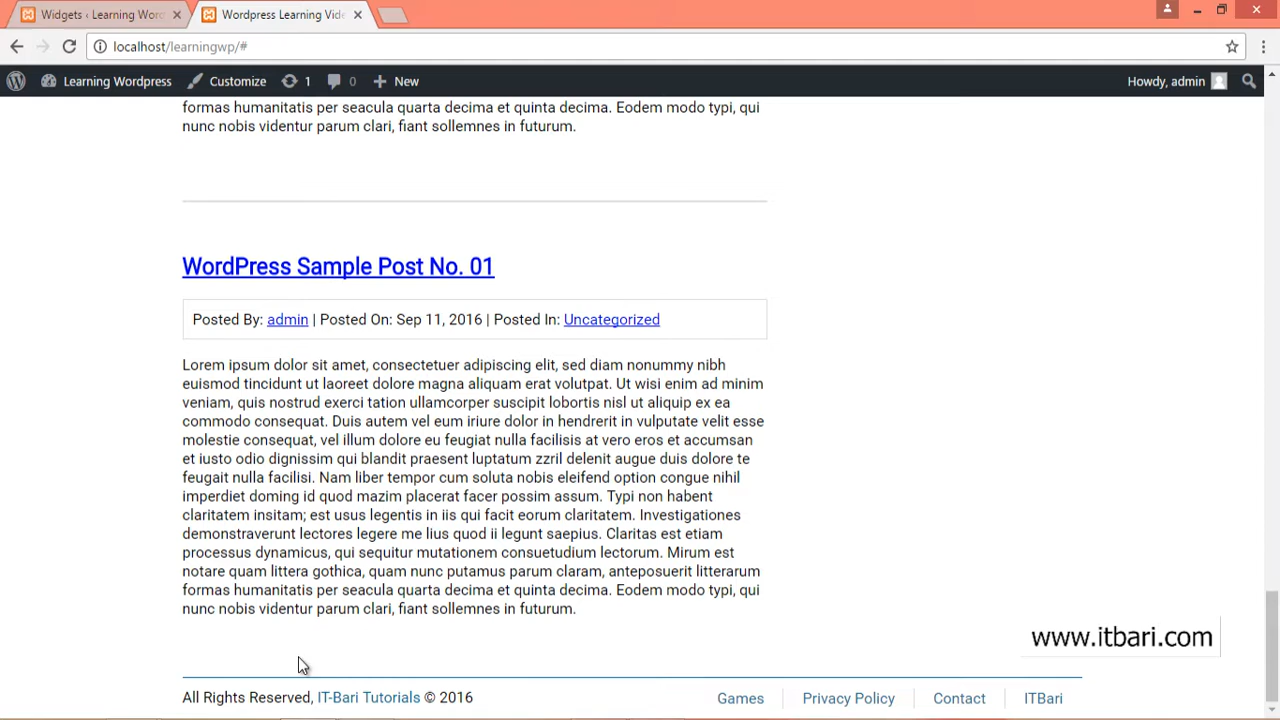 Widgets ‹ Learning Word
Wordpress Learning Vide
localhost/learningwp/#
Learning Wordpress
Customize
1
0
New
Howdy, admin
formas humanitatis per seacula quarta decima et quinta decima. Eodem modo typi, qui
nunc nobis videntur parum clari, fiant sollemnes in futurum.
WordPress Sample Post No. 01
Posted By: admin | Posted On: Sep 11, 2016 | Posted In: Uncategorized
Lorem ipsum dolor sit amet, consectetuer adipiscing elit, sed diam nonummy nibh
euismod tincidunt ut laoreet dolore magna aliquam erat volutpat. Ut wisi enim ad minim
veniam, quis nostrud exerci tation ullamcorper suscipit lobortis nisl ut aliquip ex ea
commodo consequat. Duis autem vel eum iriure dolor in hendrerit in vulputate velit esse
molestie consequat, vel illum dolore eu feugiat nulla facilisis at vero eros et accumsan
et iusto odio dignissim qui blandit praesent luptatum zzril delenit augue duis dolore te
feugait nulla facilisi. Nam liber tempor cum soluta nobis eleifend option congue nihil
imperdiet doming id quod mazim placerat facer possim assum. Typi non habent
claritatem insitam; est usus legentis in iis qui facit eorum claritatem. Investigationes
demonstraverunt lectores legere me lius quod ii legunt saepius. Claritas est etiam
processus dynamicus, qui sequitur mutationem consuetudium lectorum. Mirum est
notare quam littera gothica, quam nunc putamus parum claram, anteposuerit litterarum
formas humanitatis per seacula quarta decima et quinta decima. Eodem modo typi, qui
nunc nobis videntur parum clari, fiant sollemnes in futurum.
www.itbari.com
All Rights Reserved, IT-Bari Tutorials © 2016
Games
Privacy Policy
Contact
ITBari